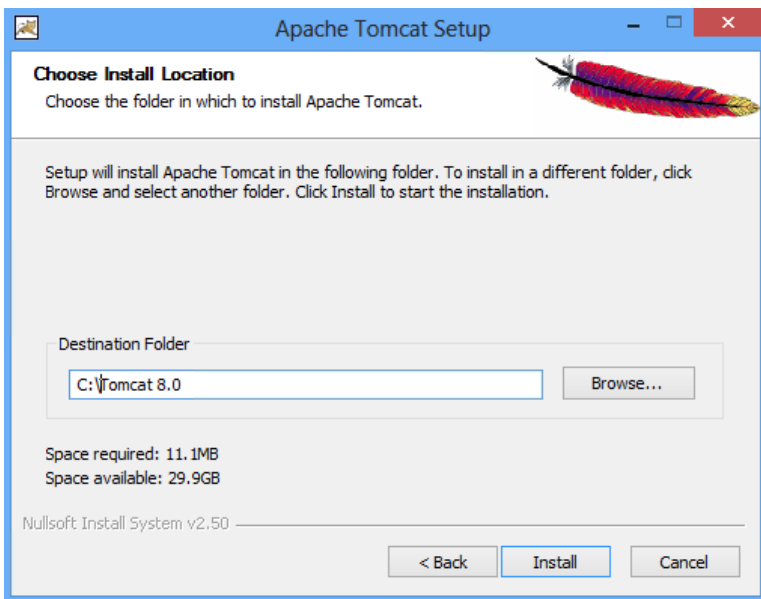 Apache Tomcat Setup
Choose Install Location
Choose the folder in which to install Apache Tomcat.
Setup will install Apache Tomcat in the following folder. To install in a different folder, click
Browse and select another folder. Click Install to start the installation.
Destination Folder
C:\Tomcat 8.0
Browse...
Space required: 11.1MB
Space available: 29.9GB
Nullsoft Install System v2.50
< Back
Install
Cancel